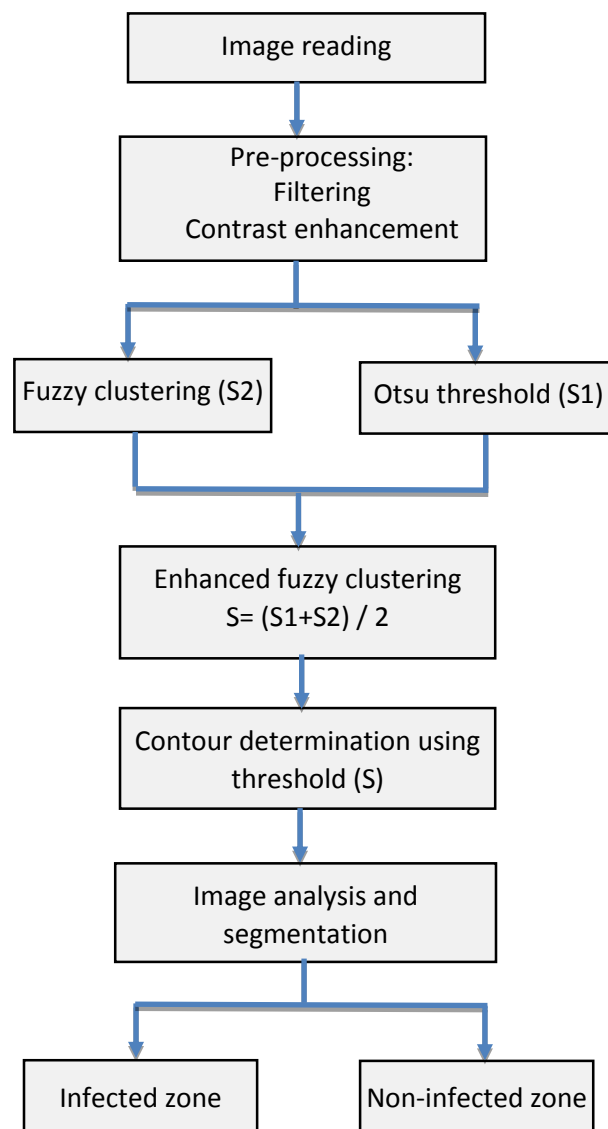 Image reading
Pre-processing:
Filtering
Contrast enhancement
Fuzzy clustering (S2)
Otsu threshold (S1)
Enhanced fuzzy clustering
S= (S1+S2) / 2
Contour determination using
threshold (S)
Image analysis and
segmentation
Infected zone
Non-infected zone